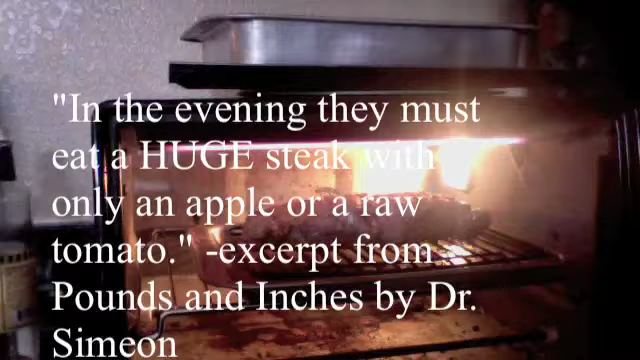 "In the evening they must
eat a HUGE steak with
only an apple or a raw
tomato." -excerpt from
Pounds and Inches by Dr.
Simeon